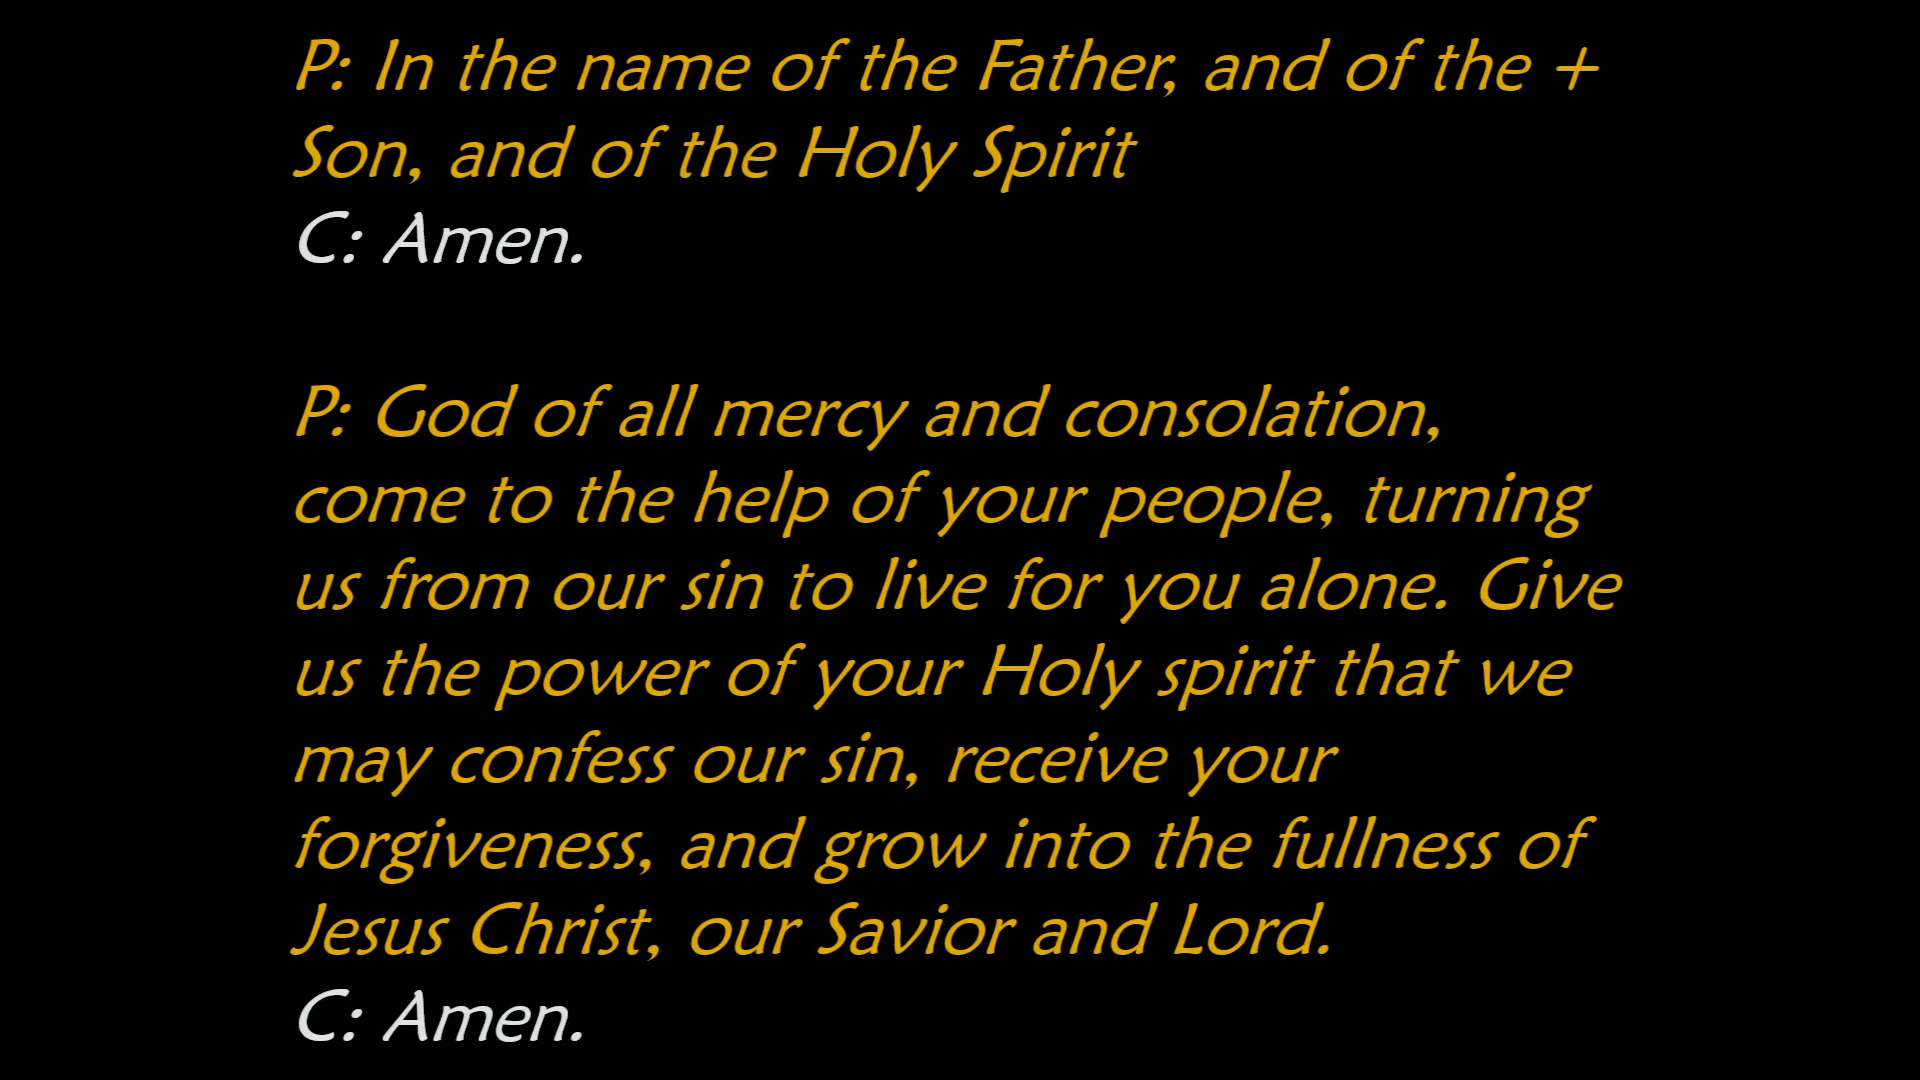 P: In the name of the Father, and of the +
Son, and of the Holy Spirit
C: Amen.
P: God of all mercy and consolation,
come to the help of your people, turning
us from our sin to live for you alone. Give
us the power of your Holy spirit that we
may confess our sin, receive your
forgiveness, and grow into the fullness of
Jesus Christ, our Savior and Lord.
C: Amen.